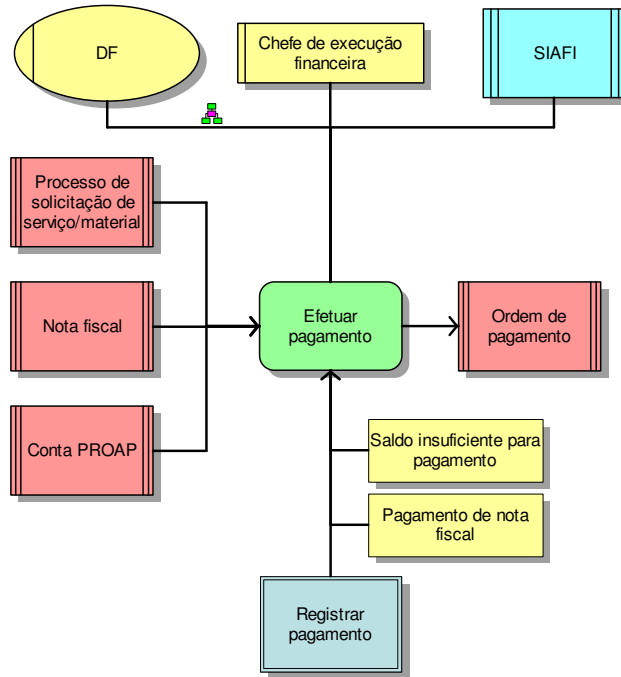 DF
Chefe de execução
financeira
SIAFI
Processo de
solicitação de
serviço/material
Nota fiscal
Efetuar
pagamento
Ordem de
pagamento
Conta PROAP
Saldo insuficiente para
pagamento
Pagamento de nota
fiscal
Registrar
pagamento